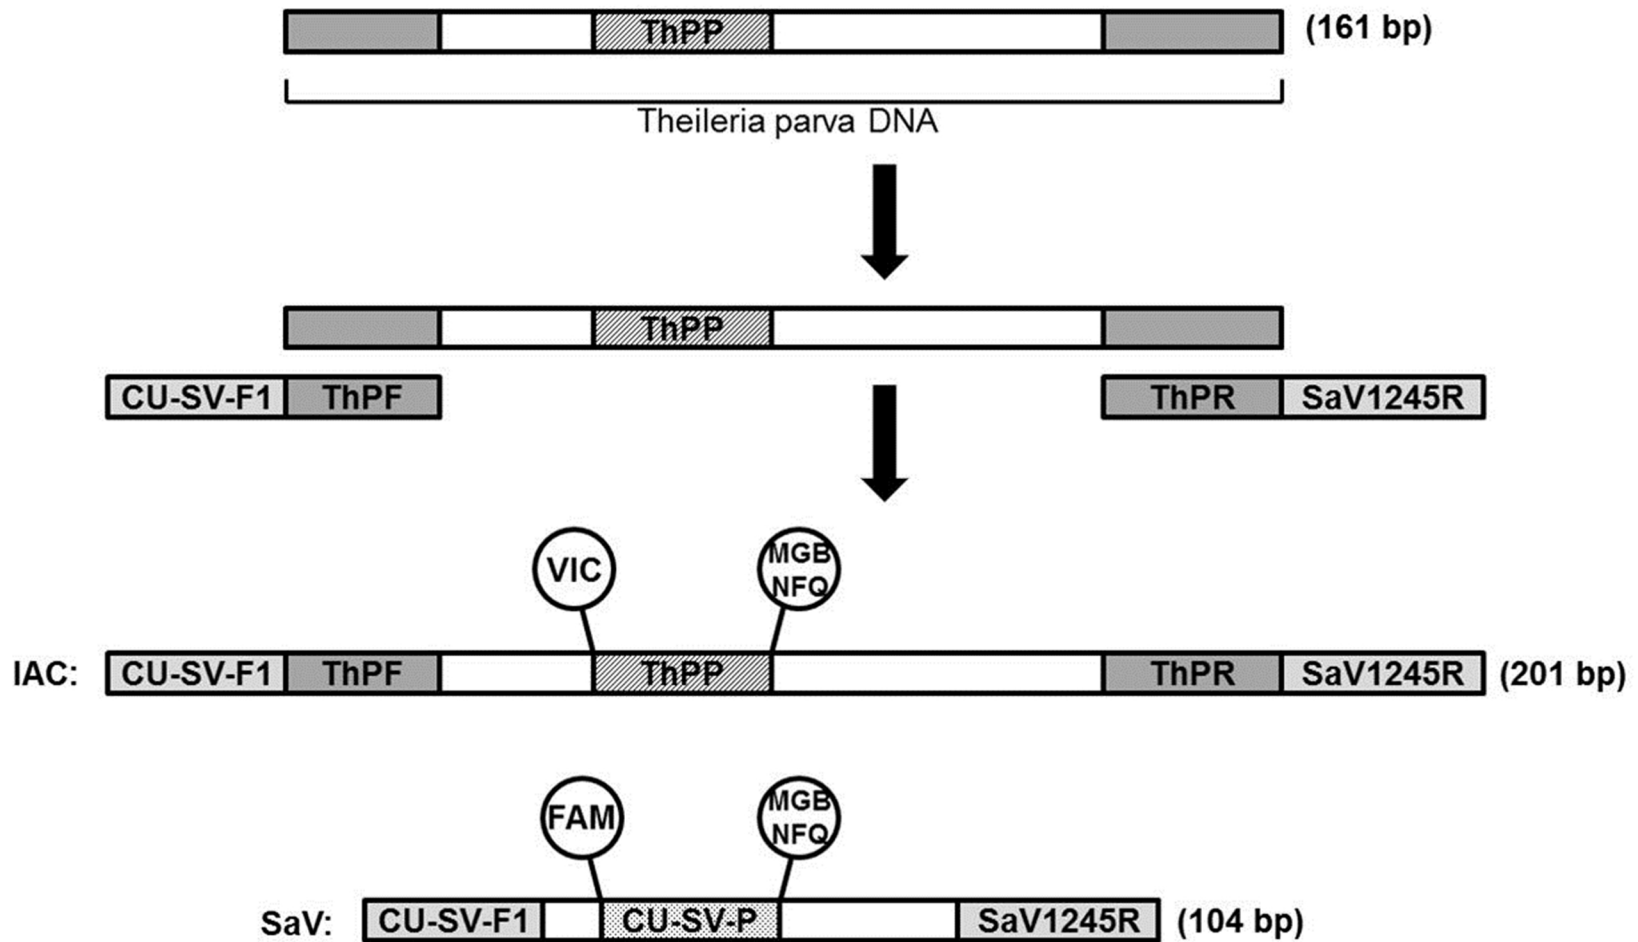 ThPP (161 bp)
Theileria parva DNA
ThPP
CU-SV-F1 ThPF ThPR SaV1245R
VIC MGB NFQ
IAC: CU-SV-F1 ThPF ThPP ThPR SaV1245R (201 bp)
FAM MGB NFQ
SaV: CU-SV-F1 CU-SV-P SaV1245R (104 bp)